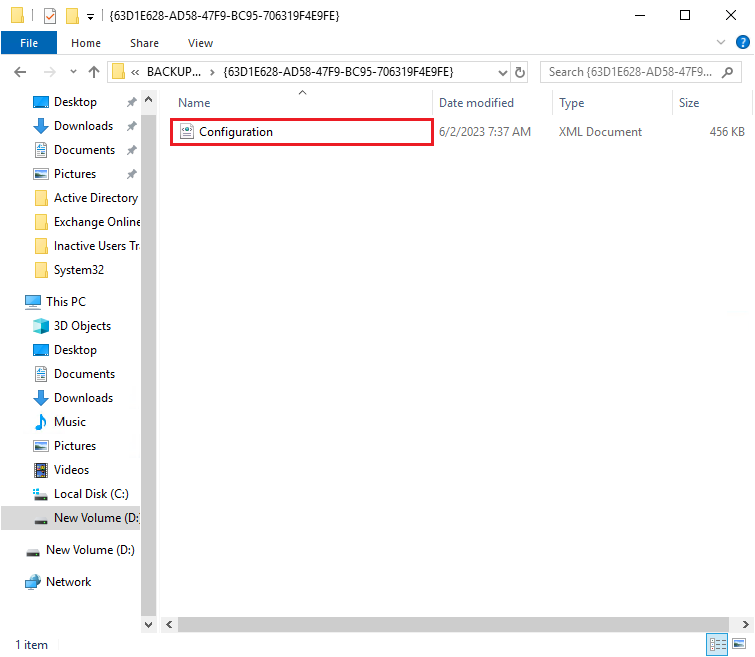 {63D1E628-AD58-47F9-BC95-706319F4E9FE}
File Home Share View
« BACKUP... › {63D1E628-AD58-47F9-BC95-706319F4E9FE}
Search {63D1E628-AD58-47F9...
Name Date modified Type Size
Configuration 6/2/2023 7:37 AM XML Document 456 KB
Desktop
Downloads
Documents
Pictures
Active Directory
Exchange Online
Inactive Users Tr
System32
This PC
3D Objects
Desktop
Documents
Downloads
Music
Pictures
Videos
Local Disk (C:)
New Volume (D:
New Volume (D:)
Network
1 item